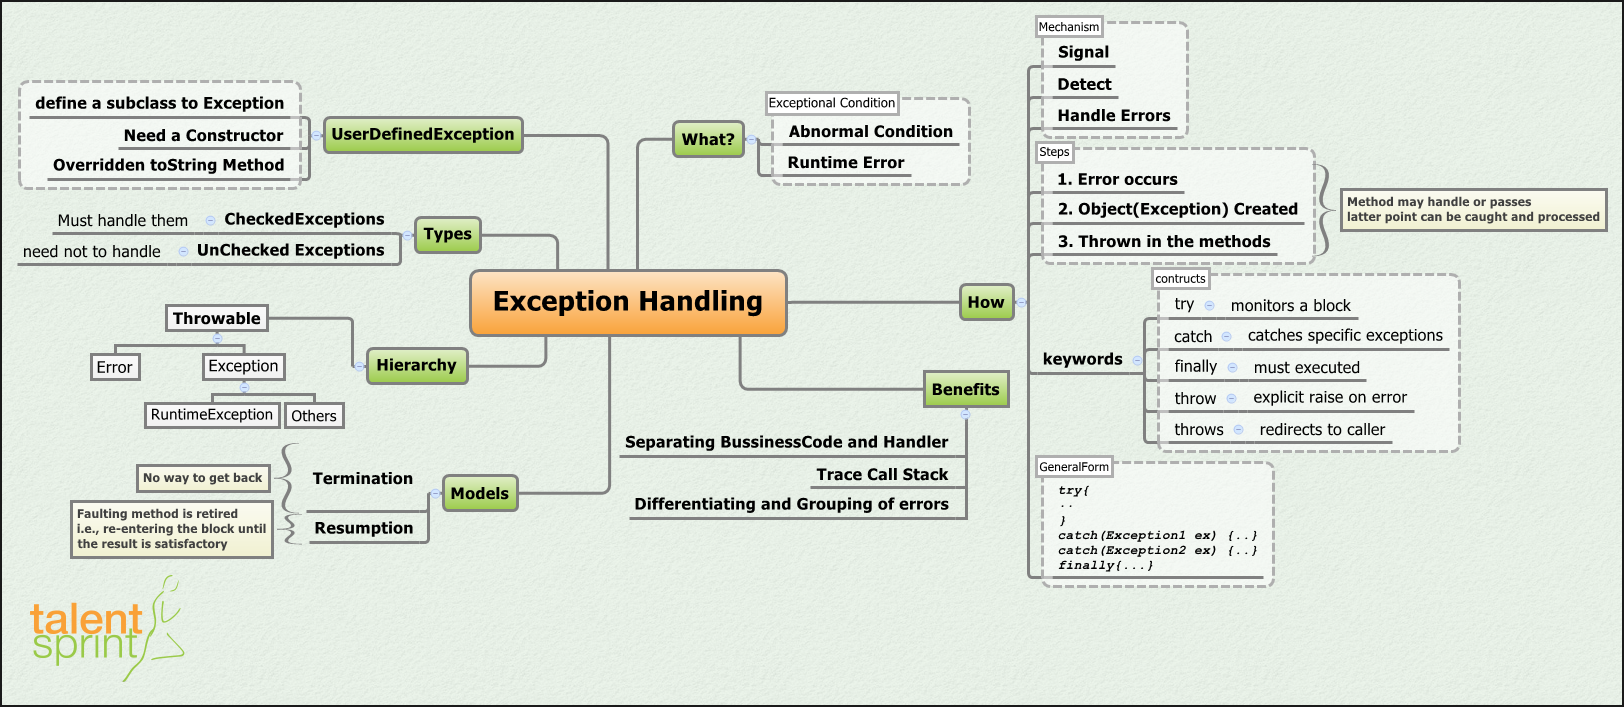 Exception Handling
What?
Exceptional Condition
Abnormal Condition
Runtime Error
How
Mechanism
Signal
Detect
Handle Errors
Steps
1. Error occurs
2. Object(Exception) Created
3. Thrown in the methods
Method may handle or passes
latter point can be caught and processed
keywords
contructs
try monitors a block
catch catches specific exceptions
finally must executed
throw explicit raise on error
throws redirects to caller
GeneralForm
try{
..
}
catch(Exception1 ex) {..}
catch(Exception2 ex) {..}
finally{...}
Benefits
Separating BussinessCode and Handler
Trace Call Stack
Differentiating and Grouping of errors
UserDefinedException
define a subclass to Exception
Need a Constructor
Overridden toString Method
Types
Must handle them CheckedExceptions
need not to handle UnChecked Exceptions
Hierarchy
Throwable
Error Exception
RuntimeException Others
Models
Termination
No way to get back
Resumption
Faulting method is retired
i.e., re-entering the block until
the result is satisfactory
talent
sprint